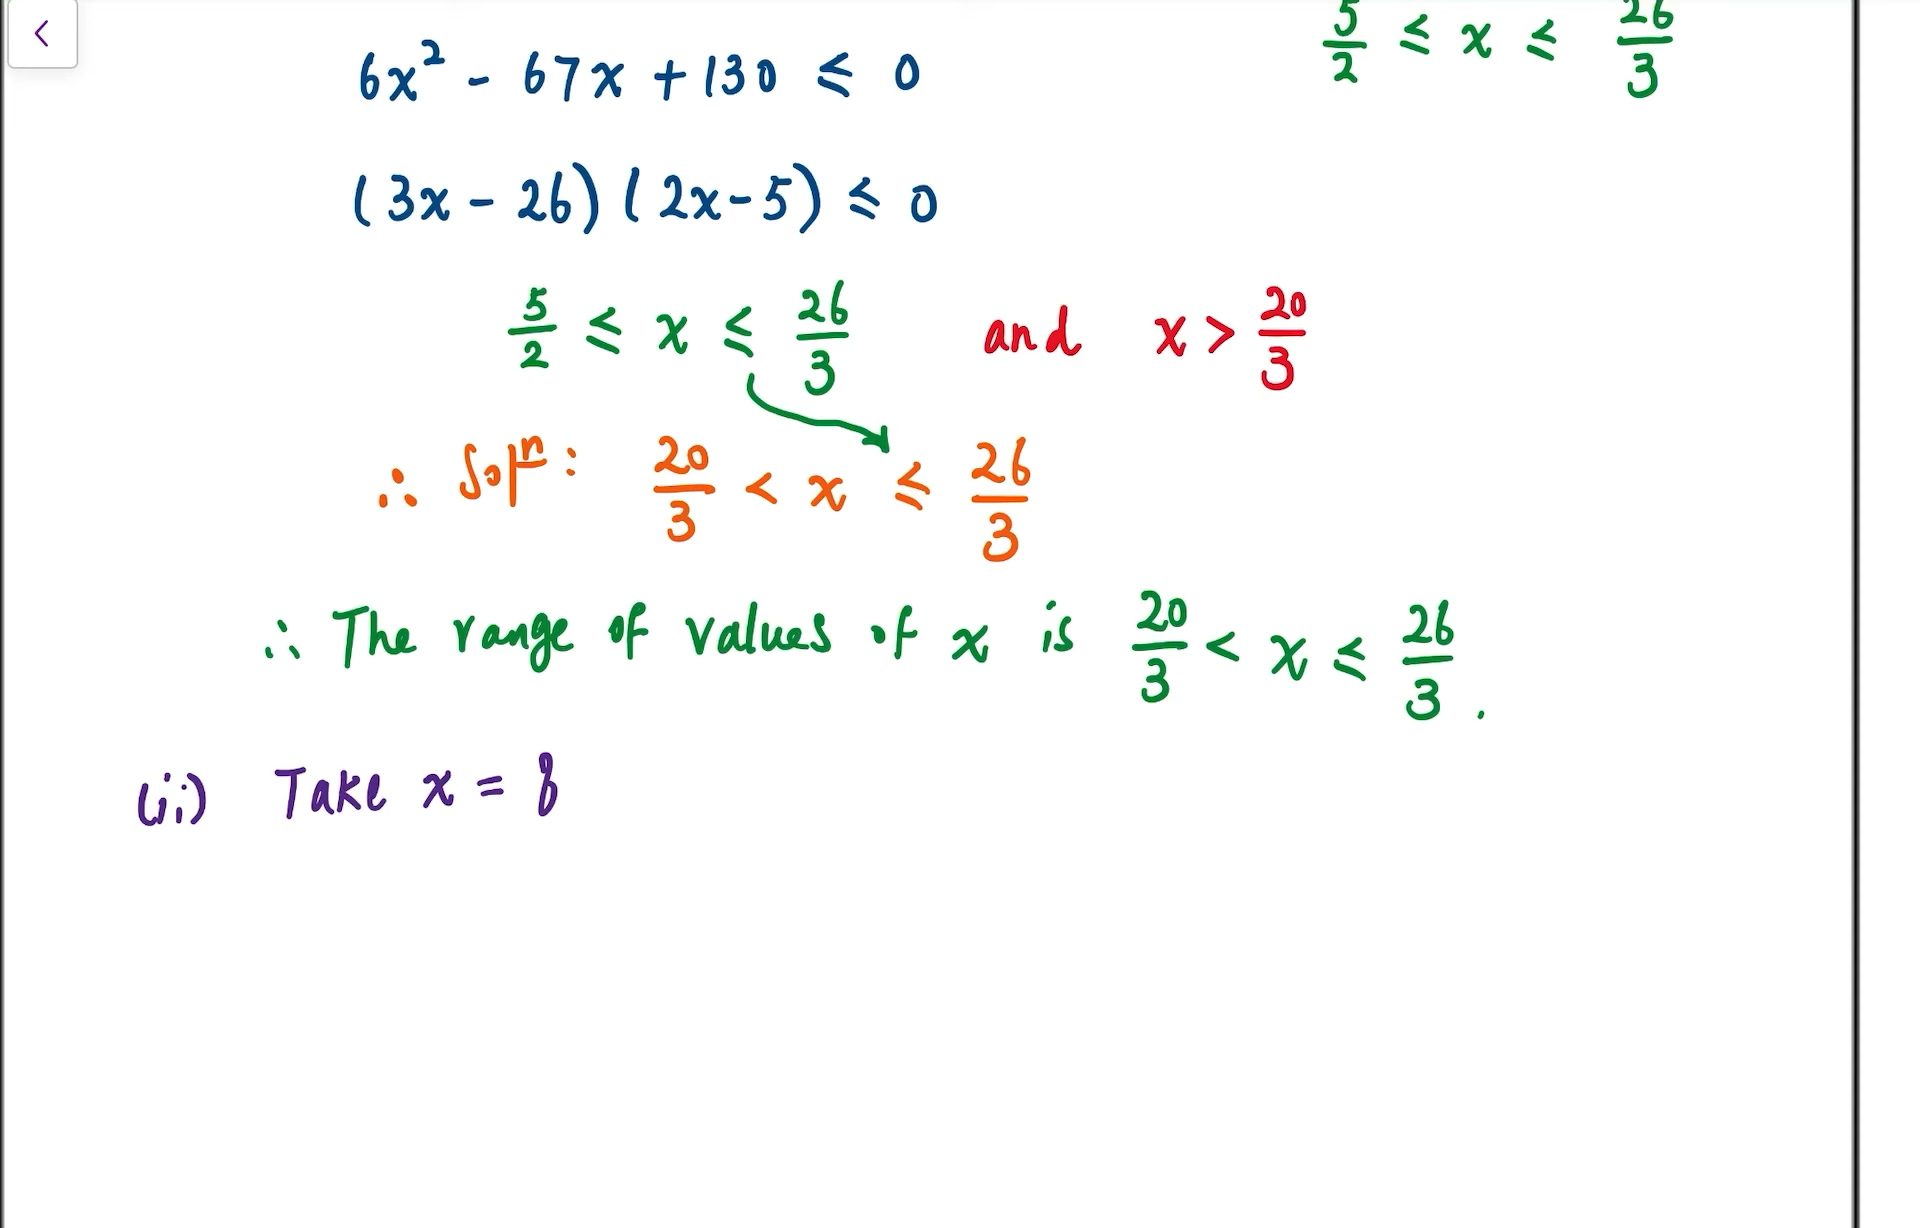 5/2 ≤ x ≤ 26/3
6x² - 67x + 130 ≤ 0
(3x - 26)(2x - 5) ≤ 0
5/2 ≤ x ≤ 26/3 and x > 20/3
∴ Solⁿ: 20/3 < x ≤ 26/3
∴ The range of values of x is 20/3 < x ≤ 26/3.
(ii) Take x = 8